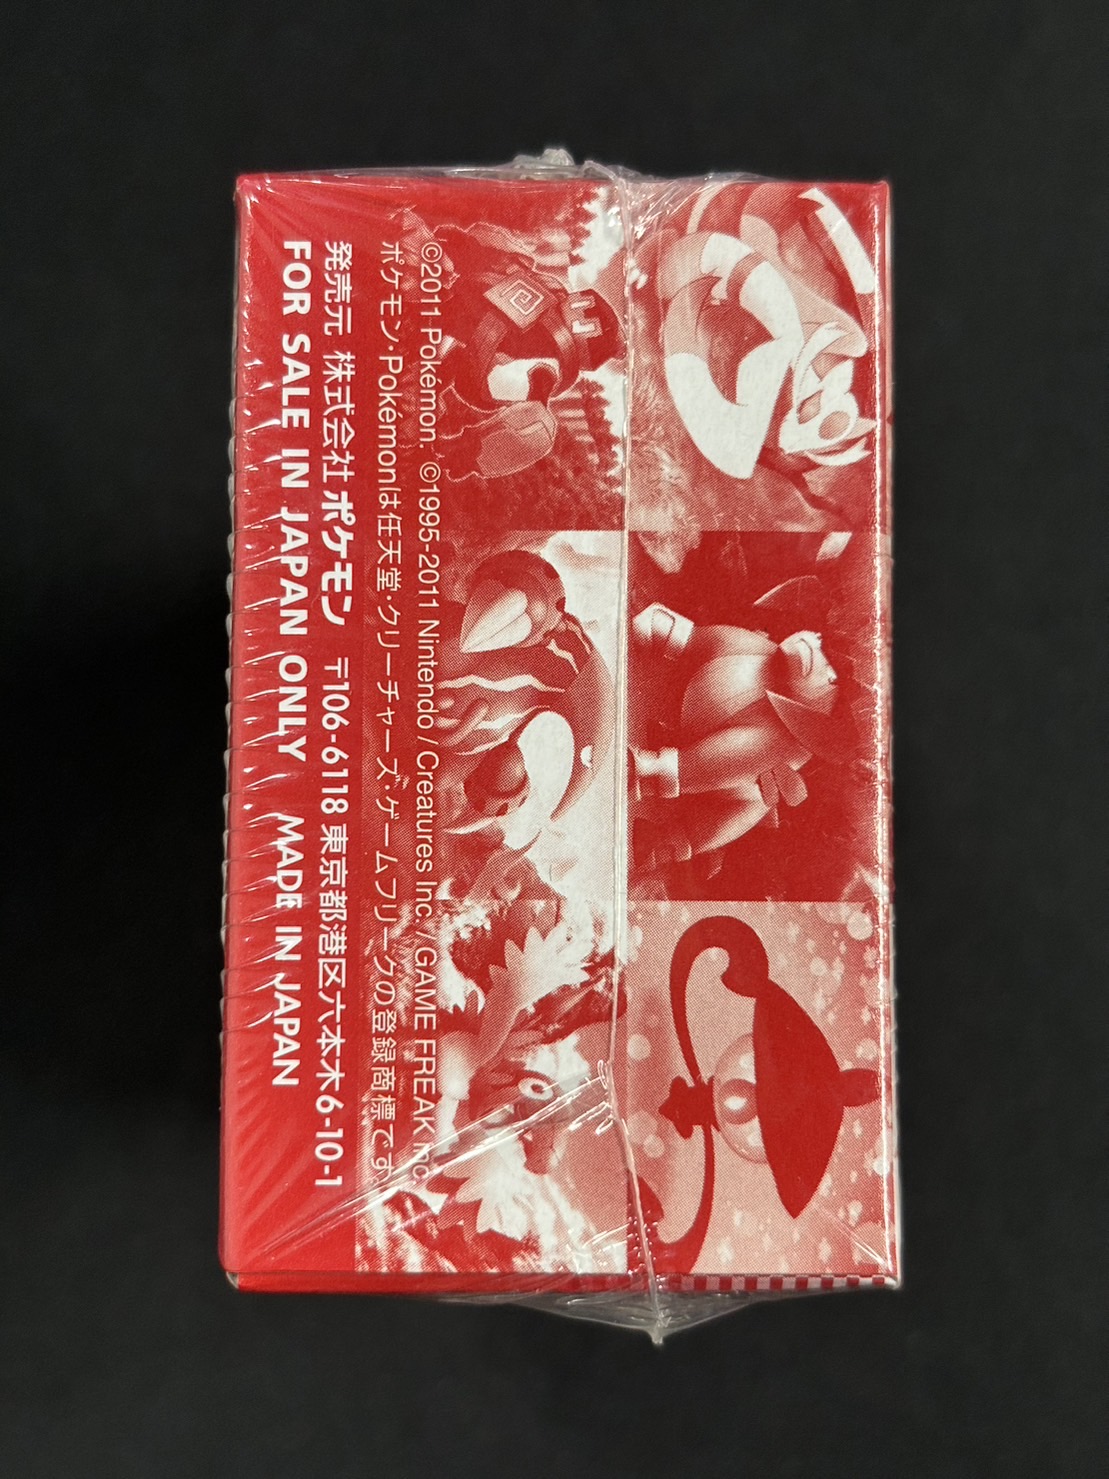 ©2011 Pokémon. ©1995-2011 Nintendo / Creatures Inc. / GAME FREAK inc.
ポケモン・Pokémonは任天堂・クリーチャーズ・ゲームフリークの登録商標です。
発売元 株式会社ポケモン 〒106-6118 東京都港区六本木6-10-1
FOR SALE IN JAPAN ONLY MADE IN JAPAN